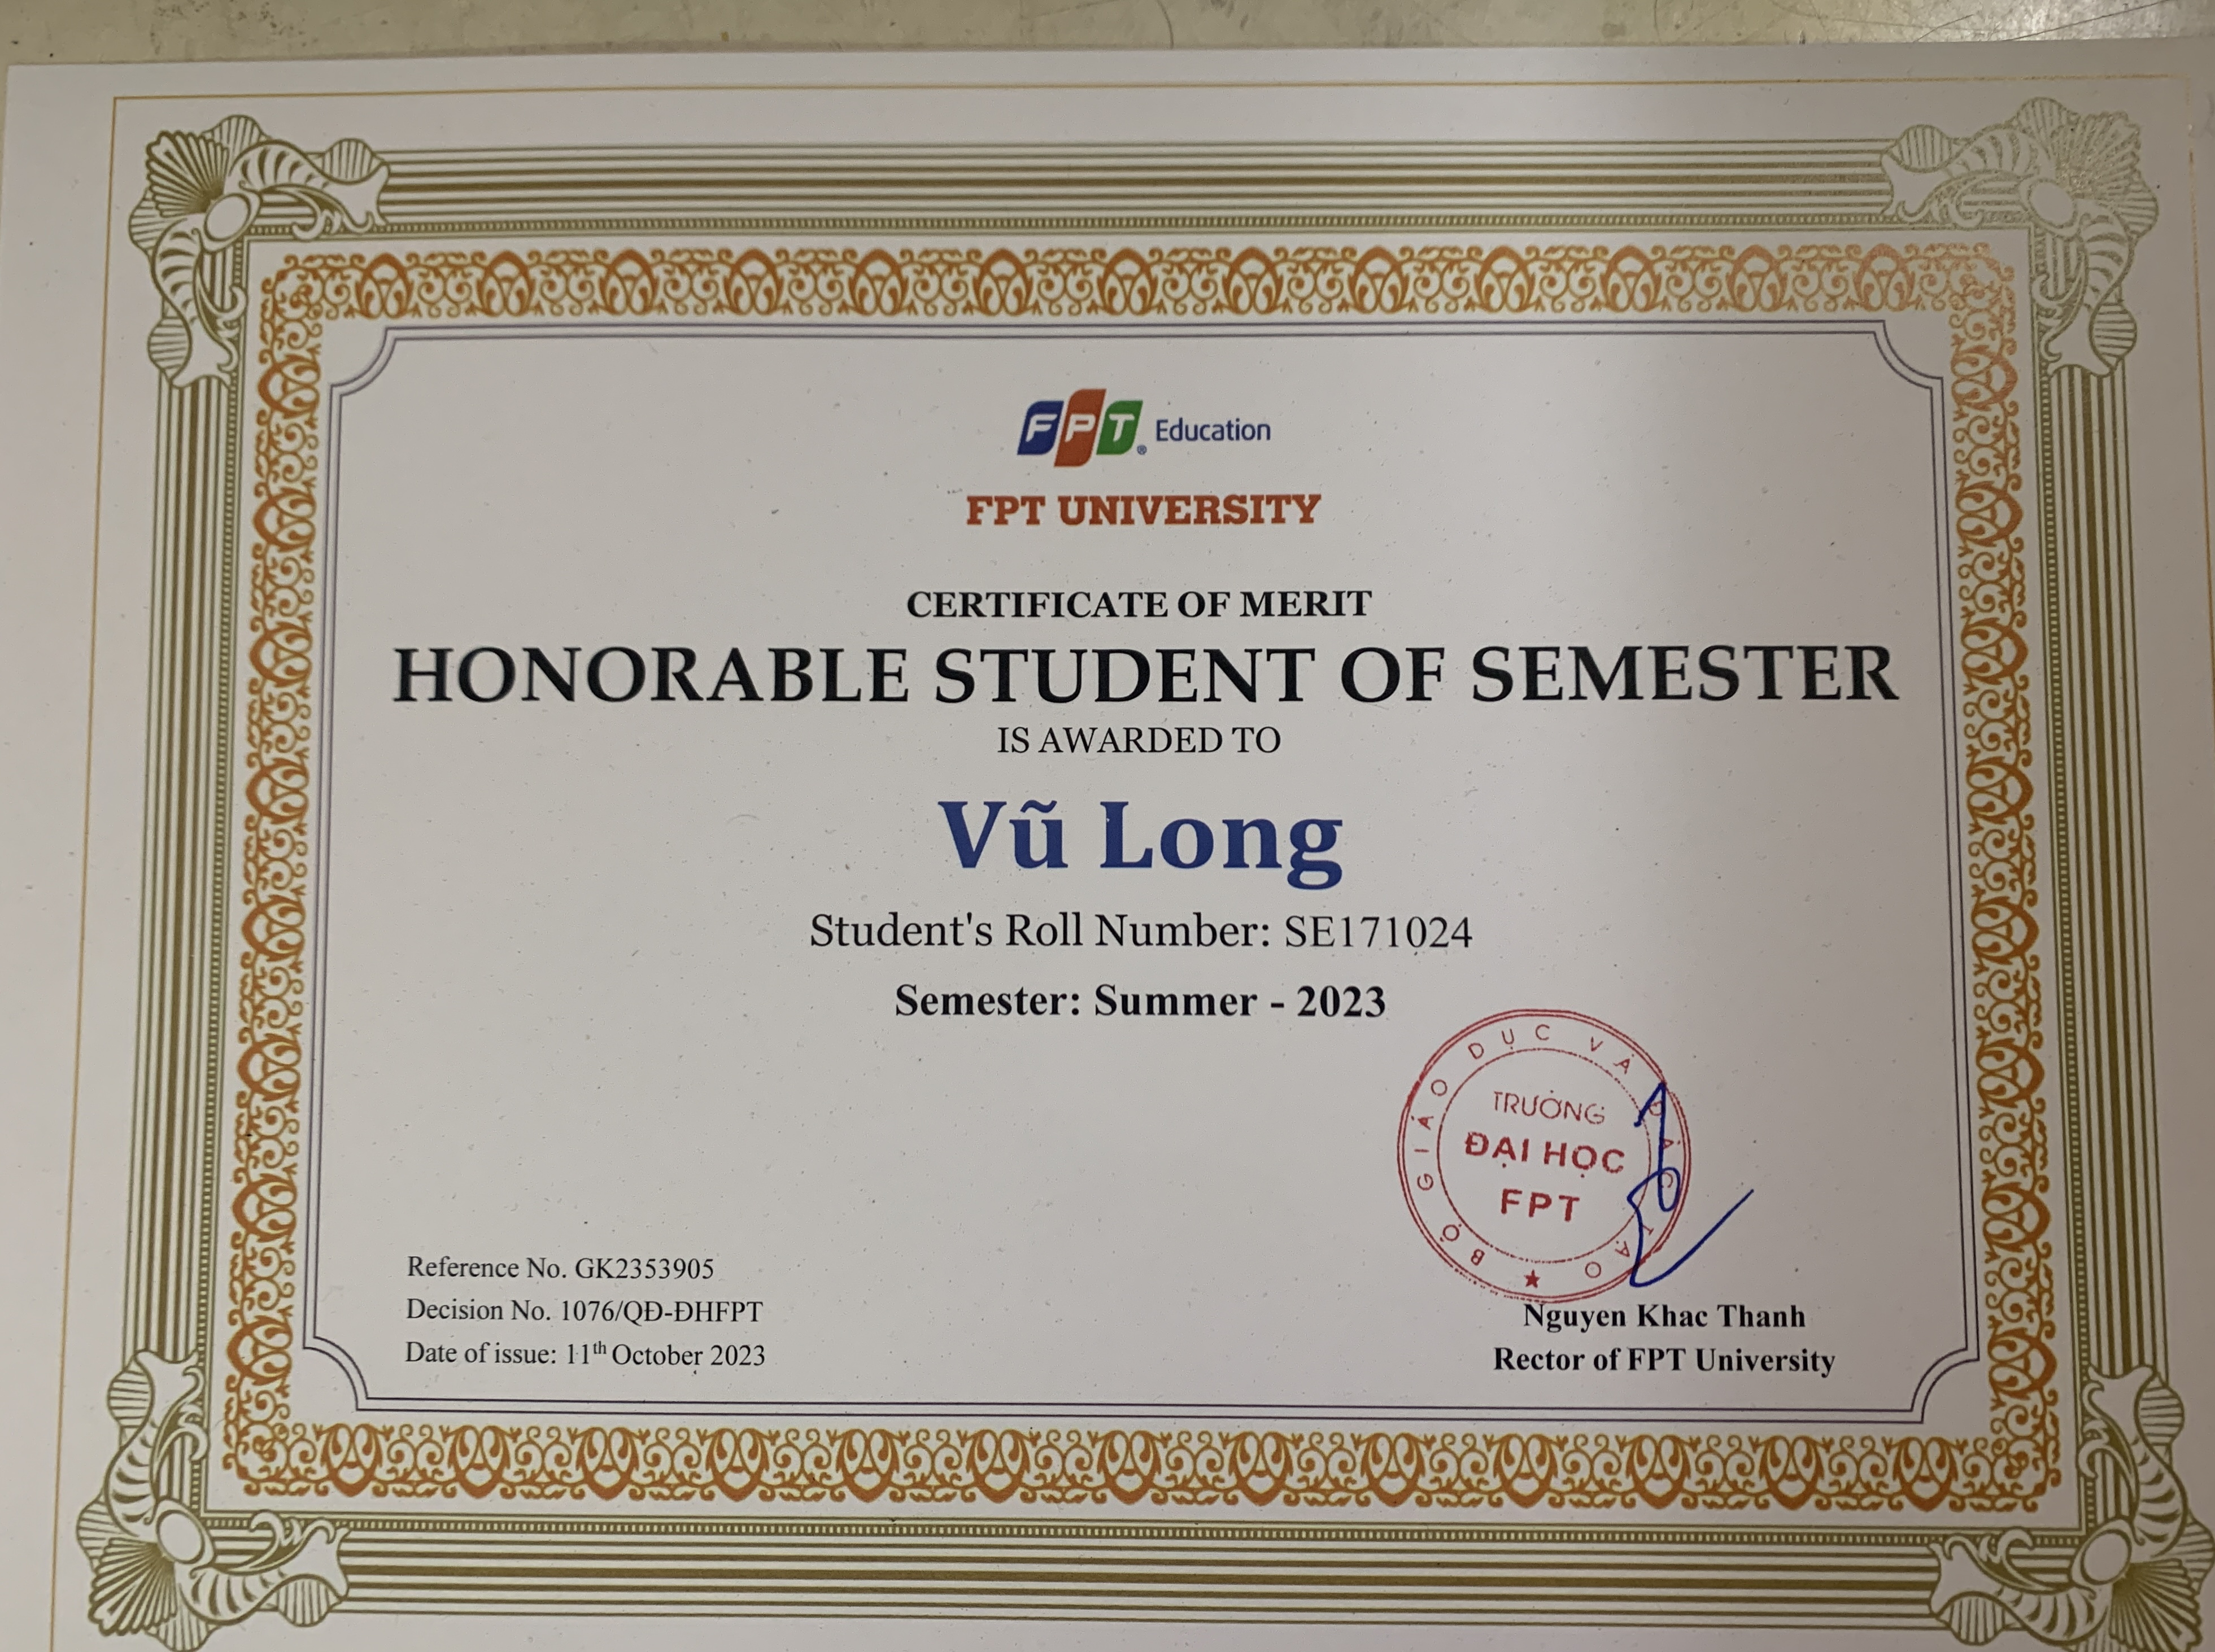 FPT Education
FPT UNIVERSITY
CERTIFICATE OF MERIT
HONORABLE STUDENT OF SEMESTER
IS AWARDED TO
Vũ Long
Student's Roll Number: SE171024
Semester: Summer - 2023
BỘ GIÁO DỤC VÀ ĐÀO TẠO
TRƯỜNG
ĐẠI HỌC
FPT
Reference No. GK2353905
Decision No. 1076/QĐ-ĐHFPT
Date of issue: 11th October 2023
Nguyen Khac Thanh
Rector of FPT University